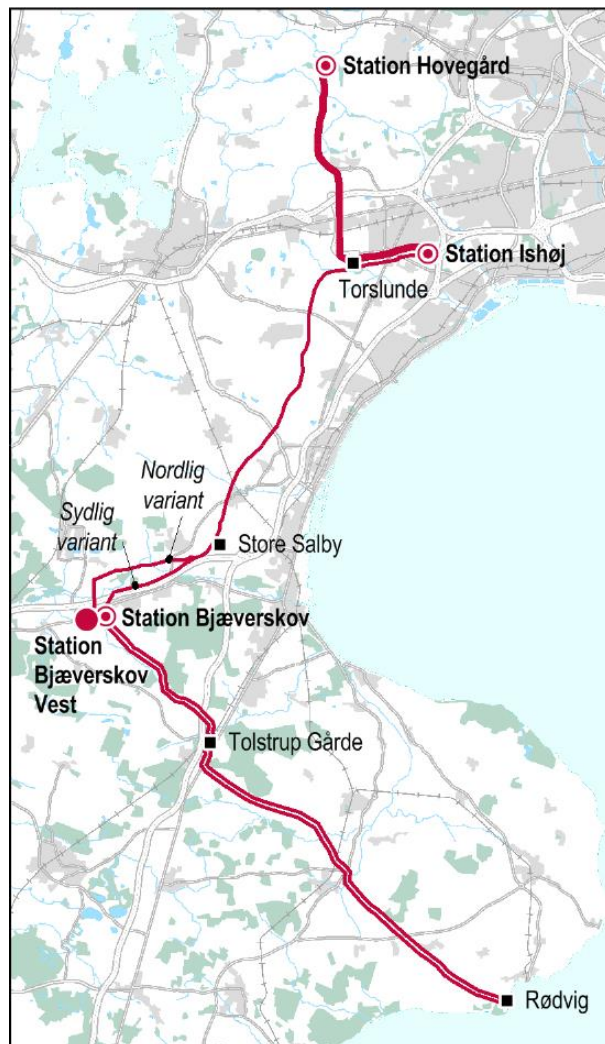 Station Hovegård
Station Ishøj
Torslunde
Nordlig
variant
Sydlig
variant
Store Salby
Station Bjæverskov
Station
Bjæverskov
Vest
Tolstrup Gårde
Rødvig